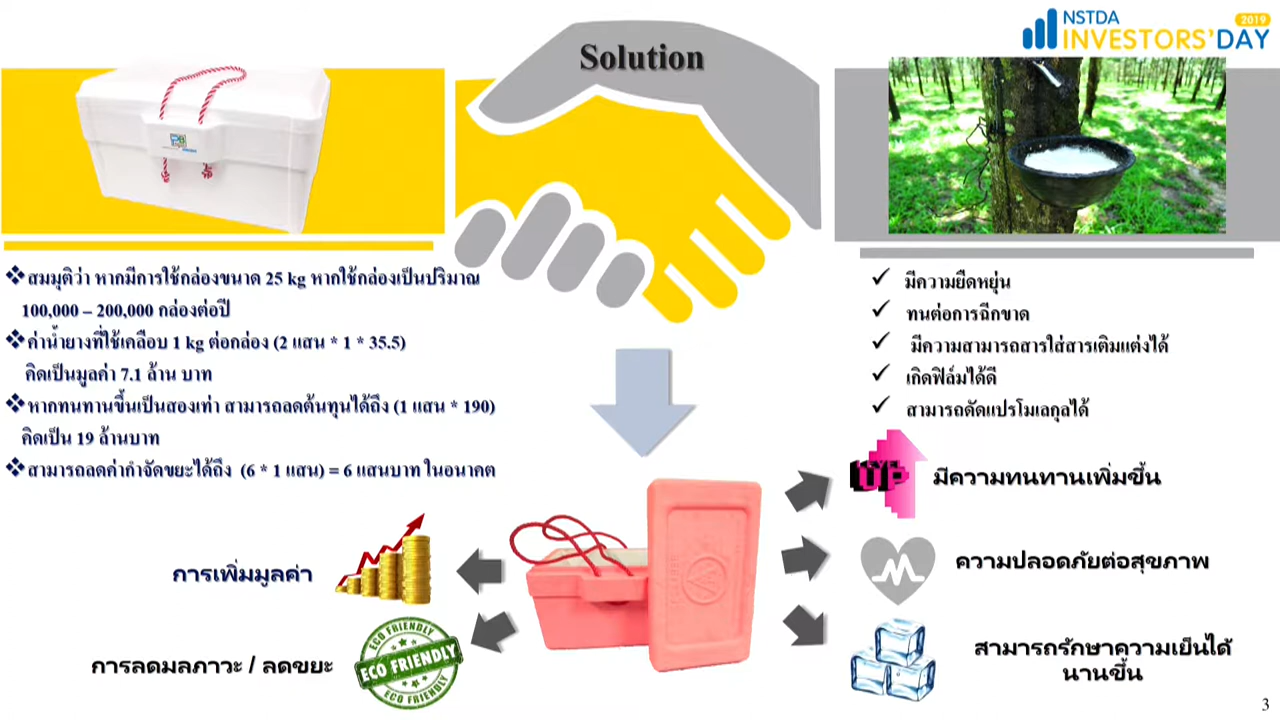 NSTDA
2019
INVESTORS'DAY
Solution
❖สมมุติว่า หากมีการใช้กล่องขนาด 25 kg หากใช้กล่องเป็นปริมาณ
100,000 – 200,000 กล่องต่อปี
❖ค่าน้ำยางที่ใช้เคลือบ 1 kg ต่อกล่อง (2 แสน * 1 * 35.5)
คิดเป็นมูลค่า 7.1 ล้าน บาท
❖หากทนทานขึ้นเป็นสองเท่า สามารถลดต้นทุนได้ถึง (1 แสน * 190)
คิดเป็น 19 ล้านบาท
❖สามารถลดค่ากำจัดขยะได้ถึง (6 * 1 แสน) = 6 แสนบาท ในอนาคต
✓ มีความยืดหยุ่น
✓ ทนต่อการฉีกขาด
✓ มีความสามารถสารใส่สารเติมแต่งได้
✓ เกิดฟิล์มได้ดี
✓ สามารถดัดแปรโมเลกุลได้
UP
มีความทนทานเพิ่มขึ้น
การเพิ่มมูลค่า
ความปลอดภัยต่อสุขภาพ
การลดมลภาวะ / ลดขยะ
ECO FRIENDLY
ECO FRIENDLY
ECO FRIENDLY
สามารถรักษาความเย็นได้
นานขึ้น
3